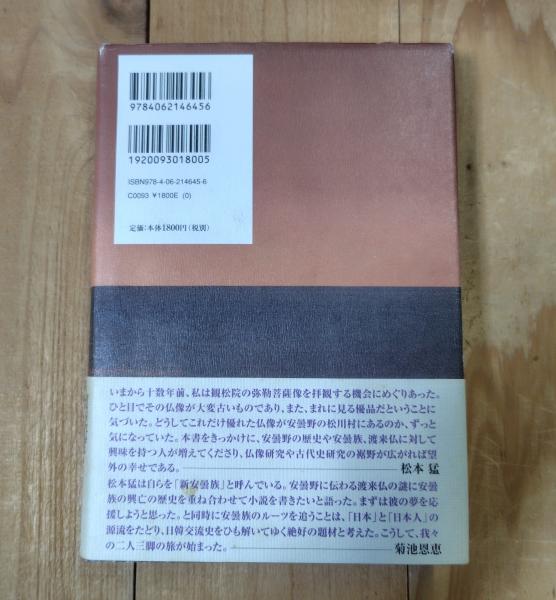 9784062146456
1920093018005
ISBN978-4-06-214645-6
C0093 ¥1800E (0)
定価:本体1800円(税別)
いまから十数年前、私は観松院の弥勒菩薩像を拝観する機会にめぐりあった。
ひと目でその仏像が大変古いものであり、また、まれに見る優品だということに
気づいた。どうしてこれだけ優れた仏像が安曇野の松川村にあるのか、ずっと
気になっていた。本書をきっかけに、安曇野の歴史や安曇族、渡来仏に対して
興味を持つ人が増えてくださり、仏像研究や古代史研究の裾野が広がれば望
外の幸せである。 松本 猛
松本猛は自らを「新安曇族」と呼んでいる。安曇野に伝わる渡来仏の謎に安曇
族の興亡の歴史を重ね合わせて小説を書きたいと語った。まずは彼の夢を応
援しようと思った。と同時に安曇族のルーツを追うことは、「日本」と「日本人」の
源流をたどり、日韓交流史をひも解いてゆく絶好の題材と考えた。こうして、我々
の二人三脚の旅が始まった。 菊池恩恵